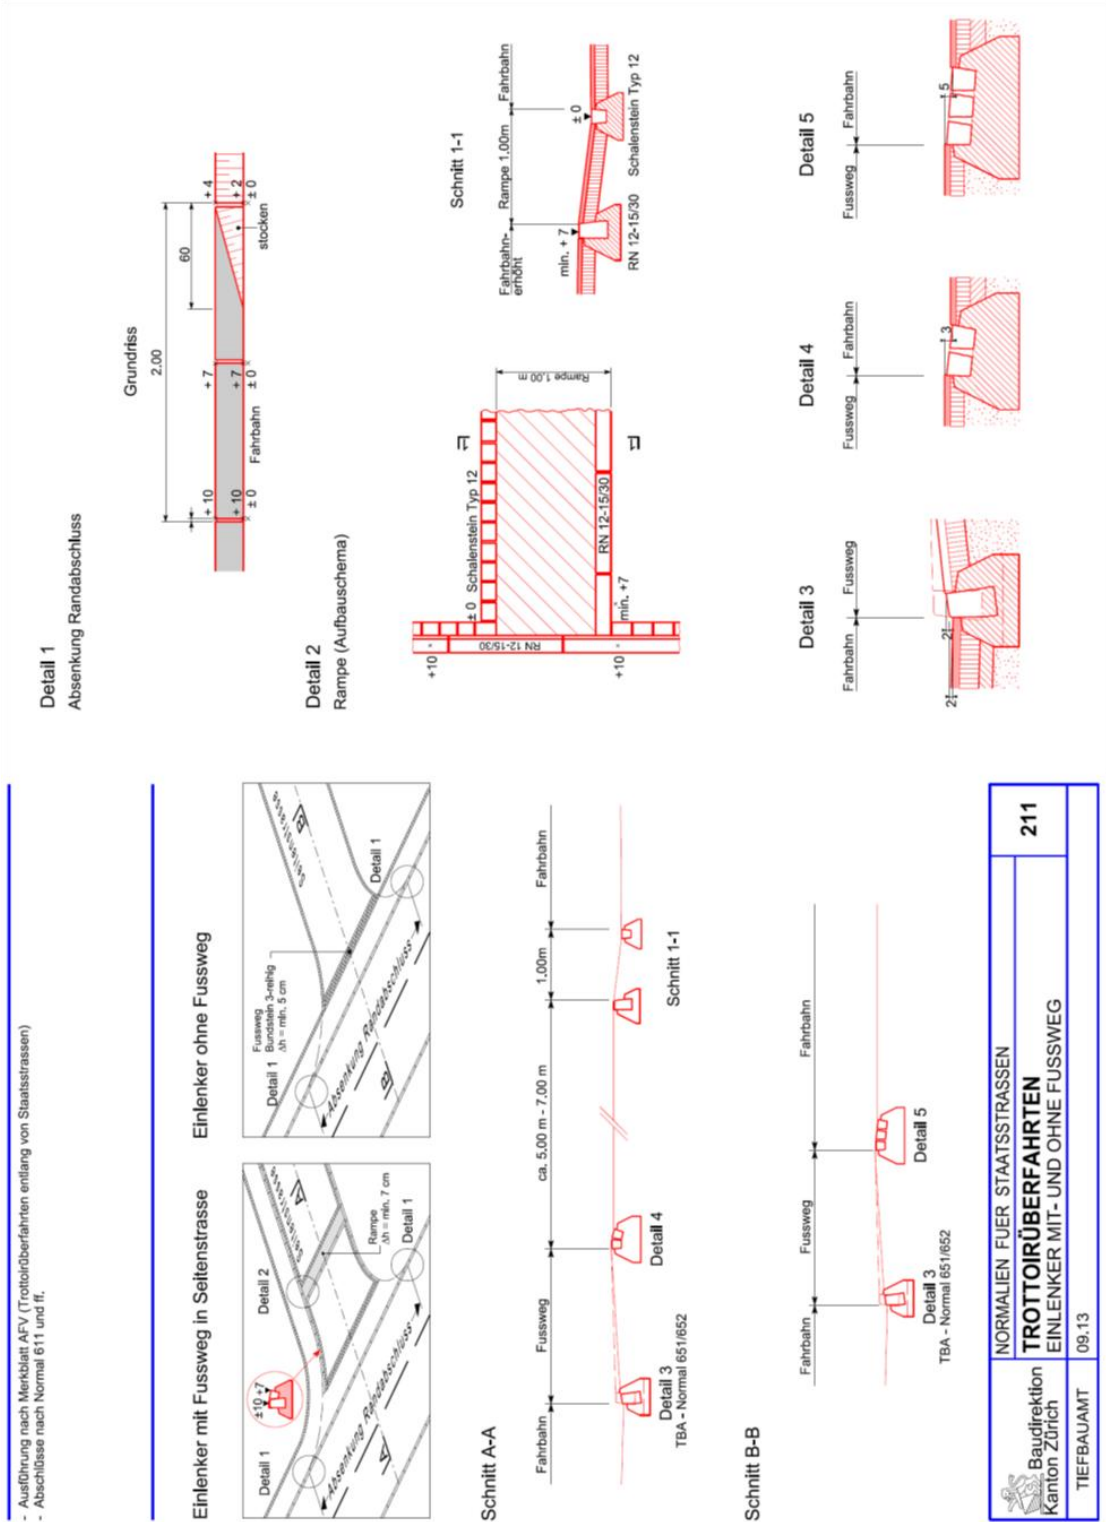 - Ausführung nach Merkblatt AFV (Trottoirüberfahrten entlang von Staatsstrassen)
- Abschlüsse nach Normal 611 und ff.
Einlenker mit Fussweg in Seitenstrasse
±10 +7
Detail 1
Detail 2
Seitenstrasse
A
Rampe
Δh = min. 7 cm
Detail 1
Absenkung Randabschluss
A
Einlenker ohne Fussweg
Fussweg
Bundstein 3-reihig
Δh = min. 5 cm
Detail 1
Seitenstrasse
B
Detail 1
Absenkung Randabschluss
B
Schnitt A-A
Fahrbahn
Fussweg
ca. 5,00 m - 7,00 m
1,00m
Fahrbahn
Detail 3
TBA - Normal 651/652
Detail 4
Schnitt 1-1
Schnitt B-B
Fahrbahn
Fussweg
Fahrbahn
Detail 3
TBA - Normal 651/652
Detail 5
Baudirektion
Kanton Zürich
NORMALIEN FUER STAATSSTRASSEN
TROTTOIRÜBERFAHRTEN
EINLENKER MIT- UND OHNE FUSSWEG
211
TIEFBAUAMT
09.13
Detail 1
Absenkung Randabschluss
Grundriss
2,00
60
+10
+7
+4
+10
+7
+2
±0
±0
±0
Fahrbahn
stocken
Detail 2
Rampe (Aufbauschema)
+10
±0
Schalenstein Typ 12
1
RN 12-15/30
Rampe 1,00 m
RN 12-15/30
+10
min. +7
1
Schnitt 1-1
Fahrbahn-
erhöht
Rampe 1,00m
Fahrbahn
min. + 7
± 0
RN 12-15/30
Schalenstein Typ 12
Detail 3
Fahrbahn
Fussweg
2
2
Detail 4
Fussweg
Fahrbahn
3
Detail 5
Fussweg
Fahrbahn
5